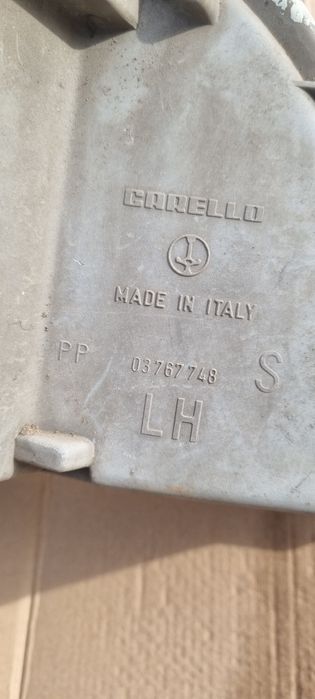 CARELLO
MADE IN ITALY
PP 03767748 S
LH